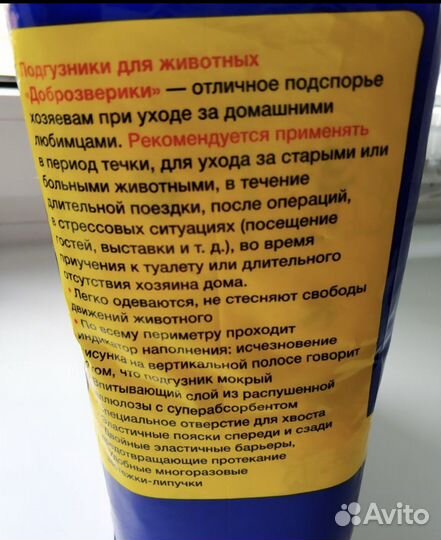 Подгузники для животных
«Доброзверики» — отличное подспорье
хозяевам при уходе за домашними
любимцами. Рекомендуется применять
в период течки, для ухода за старыми или
больными животными, в течение
длительной поездки, после операций,
в стрессовых ситуациях (посещение
гостей, выставки и т. д.), во время
приучения к туалету или длительного
отсутствия хозяина дома.
• Легко одеваются, не стесняют свободы
движений животного
• По всему периметру проходит
индикатор наполнения: исчезновение
рисунка на вертикальной полосе говорит
о том, что подгузник мокрый
Впитывающий слой из распушенной
целлюлозы с суперабсорбентом
Специальное отверстие для хвоста
Эластичные пояски спереди и сзади
Двойные эластичные барьеры,
предотвращающие протекание
Удобные многоразовые
застежки-липучки
Avito